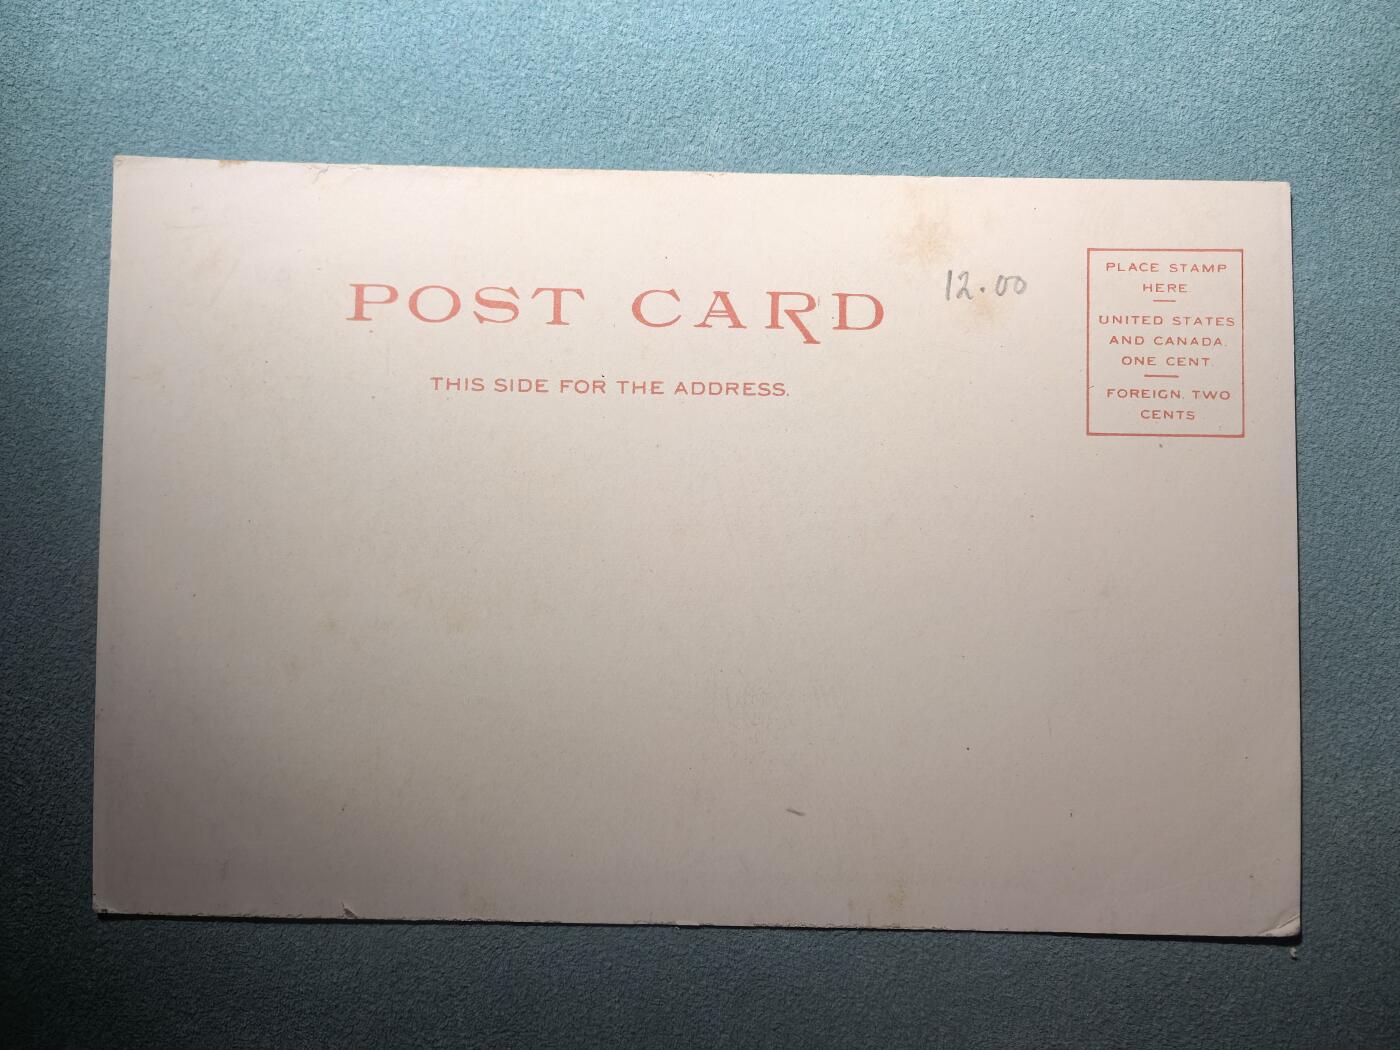 POST CARD
THIS SIDE FOR THE ADDRESS.
12.00
PLACE STAMP
HERE
UNITED STATES
AND CANADA.
ONE CENT.
FOREIGN. TWO
CENTS